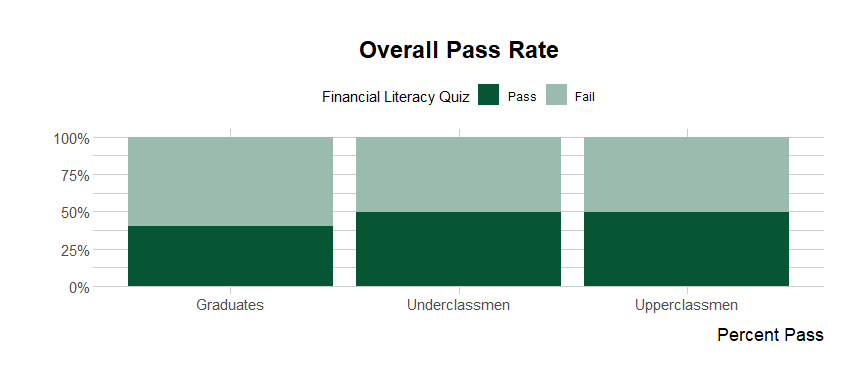 Overall Pass Rate
Financial Literacy Quiz Pass Fail
100%
75%
50%
25%
0%
Graduates Underclassmen Upperclassmen
Percent Pass